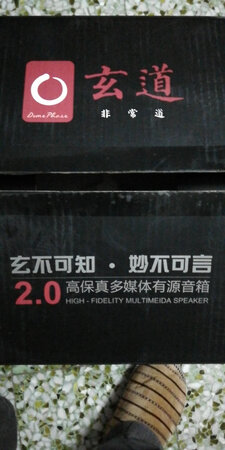 玄道
DomePhase
非常道
玄不可知·妙不可言
2.0 高保真多媒体有源音箱
HIGH - FIDELITY MULTIMEIDA SPEAKER